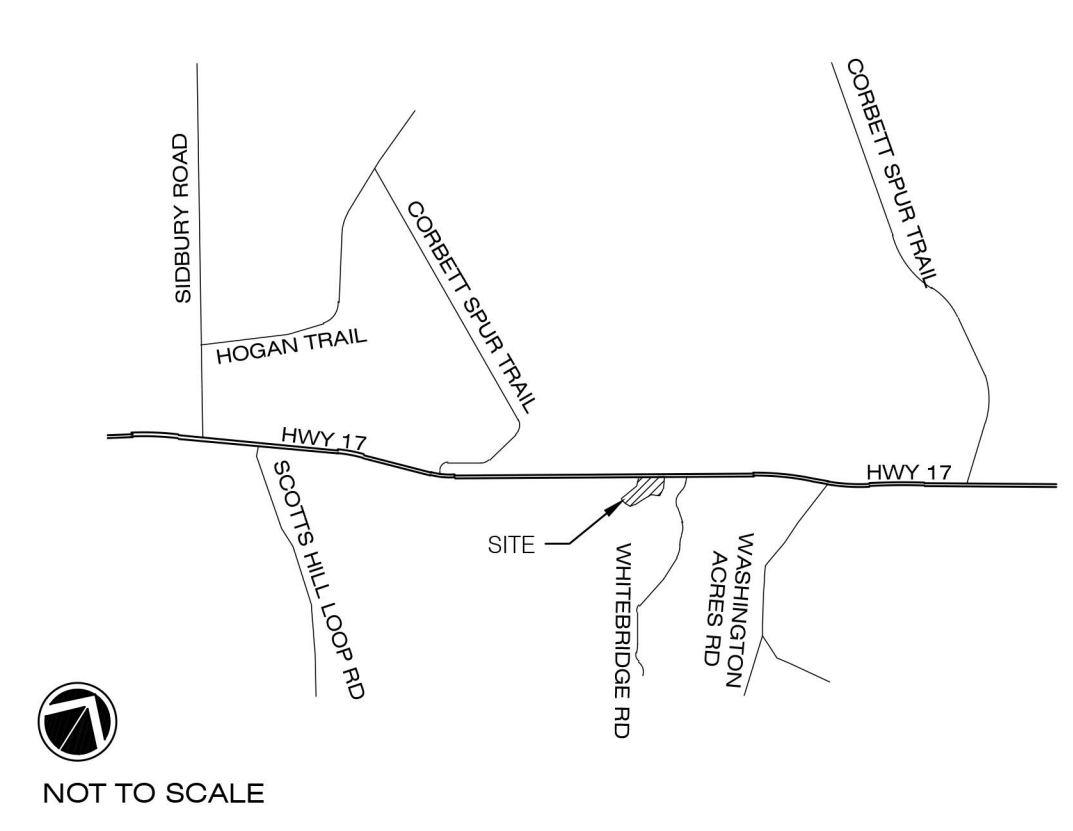 CORBETT SPUR TRAIL
SIDBURY ROAD
CORBETT SPUR TRAIL
HOGAN TRAIL
HWY 17
HWY 17
SCOTTS HILL LOOP RD
SITE
WHITEBRIDGE RD
WASHINGTON
ACRES RD
NOT TO SCALE